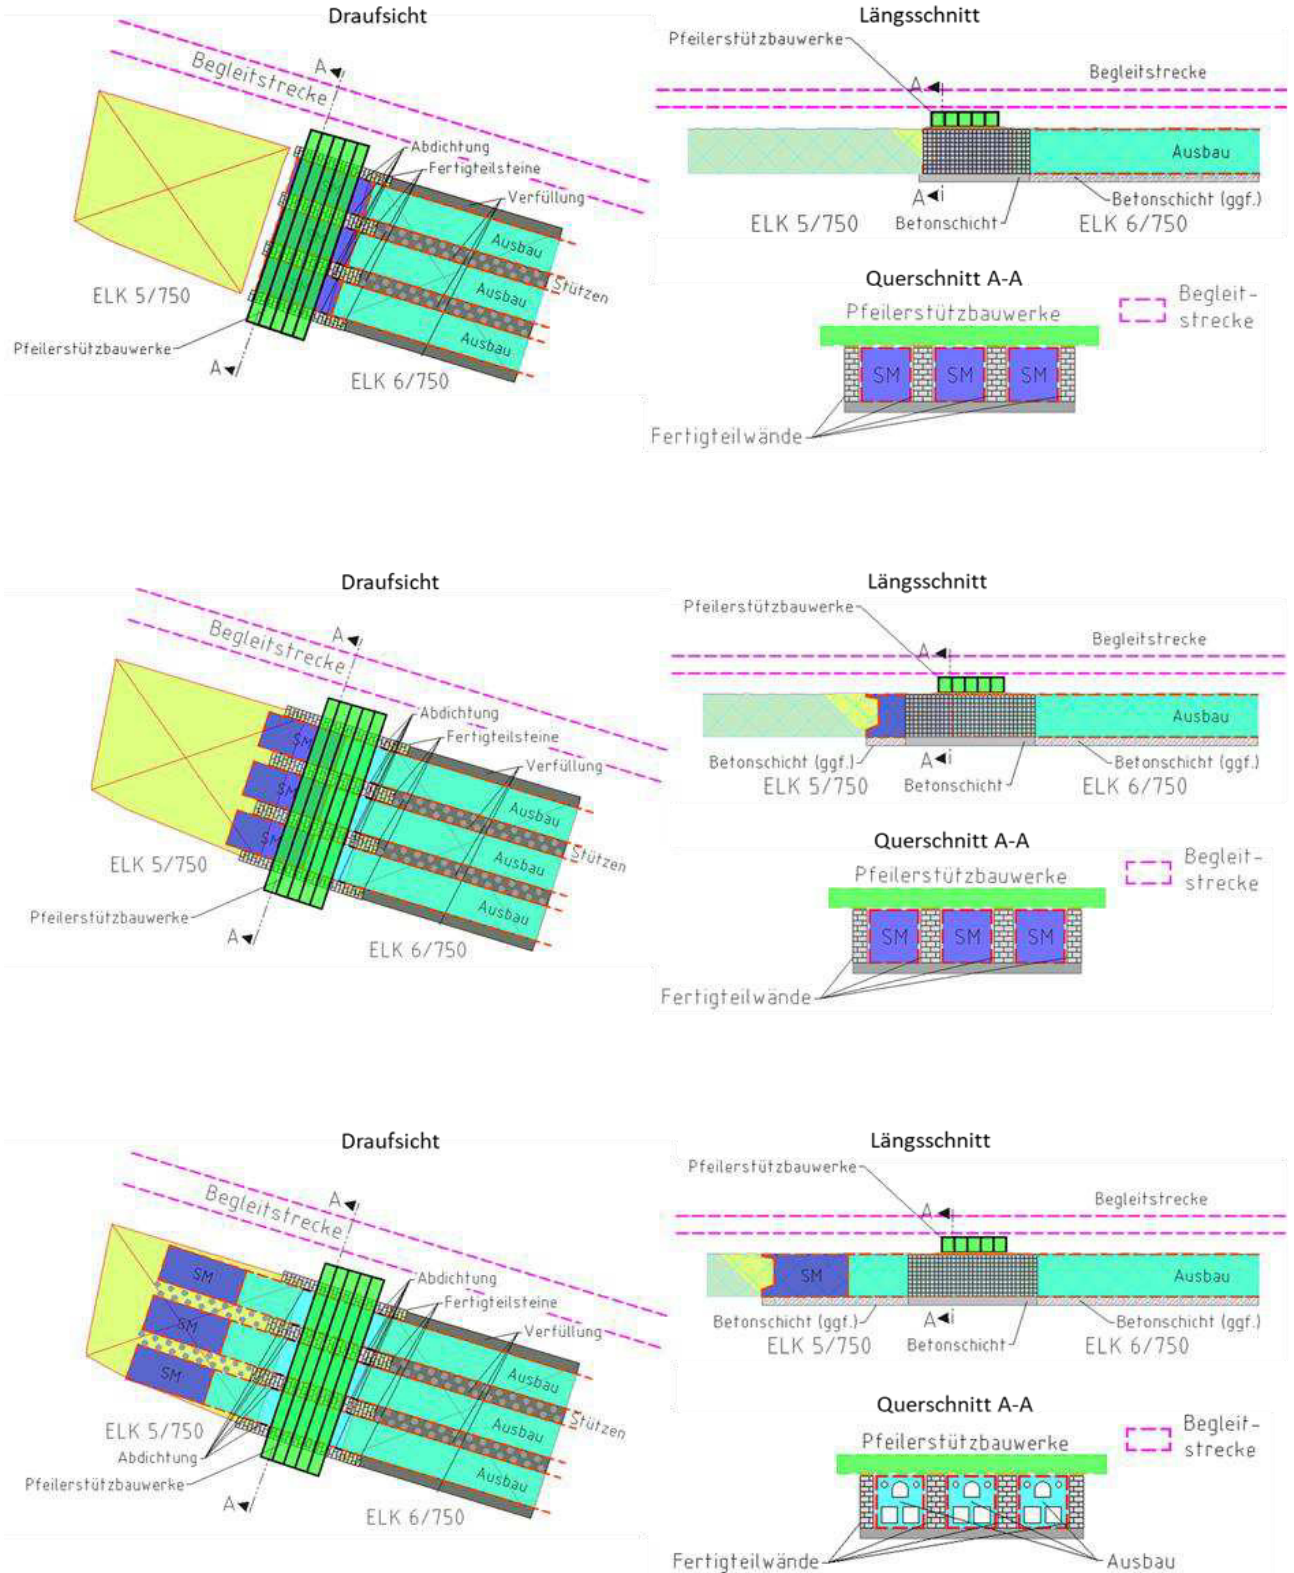 Draufsicht
A
Begleitstrecke
Abdichtung
Fertigteilsteine
Verfüllung
Ausbau
Ausbau
Stützen
Ausbau
ELK 5/750
Pfeilerstützbauwerke
A
ELK 6/750
Längsschnitt
Pfeilerstützbauwerke
Begleitstrecke
A
Ausbau
A
Betonschicht (ggf.)
ELK 5/750
Betonschicht
ELK 6/750
Querschnitt A-A
Pfeilerstützbauwerke
Begleit-
strecke
SM
SM
SM
Fertigteilwände
Draufsicht
A
Begleitstrecke
Abdichtung
Fertigteilsteine
Verfüllung
SM
SM
SM
Ausbau
Ausbau
Stützen
Ausbau
ELK 5/750
Pfeilerstützbauwerke
A
ELK 6/750
Längsschnitt
Pfeilerstützbauwerke
Begleitstrecke
A
Ausbau
Betonschicht (ggf.)
A
Betonschicht (ggf.)
ELK 5/750
Betonschicht
ELK 6/750
Querschnitt A-A
Pfeilerstützbauwerke
Begleit-
strecke
SM
SM
SM
Fertigteilwände
Draufsicht
A
Begleitstrecke
Abdichtung
Fertigteilsteine
Verfüllung
SM
SM
SM
Ausbau
Ausbau
Stützen
Ausbau
ELK 5/750
Abdichtung
Pfeilerstützbauwerke
A
ELK 6/750
Längsschnitt
Pfeilerstützbauwerke
Begleitstrecke
A
SM
Ausbau
Betonschicht (ggf.)
A
Betonschicht (ggf.)
ELK 5/750
Betonschicht
ELK 6/750
Querschnitt A-A
Pfeilerstützbauwerke
Begleit-
strecke
Fertigteilwände
Ausbau